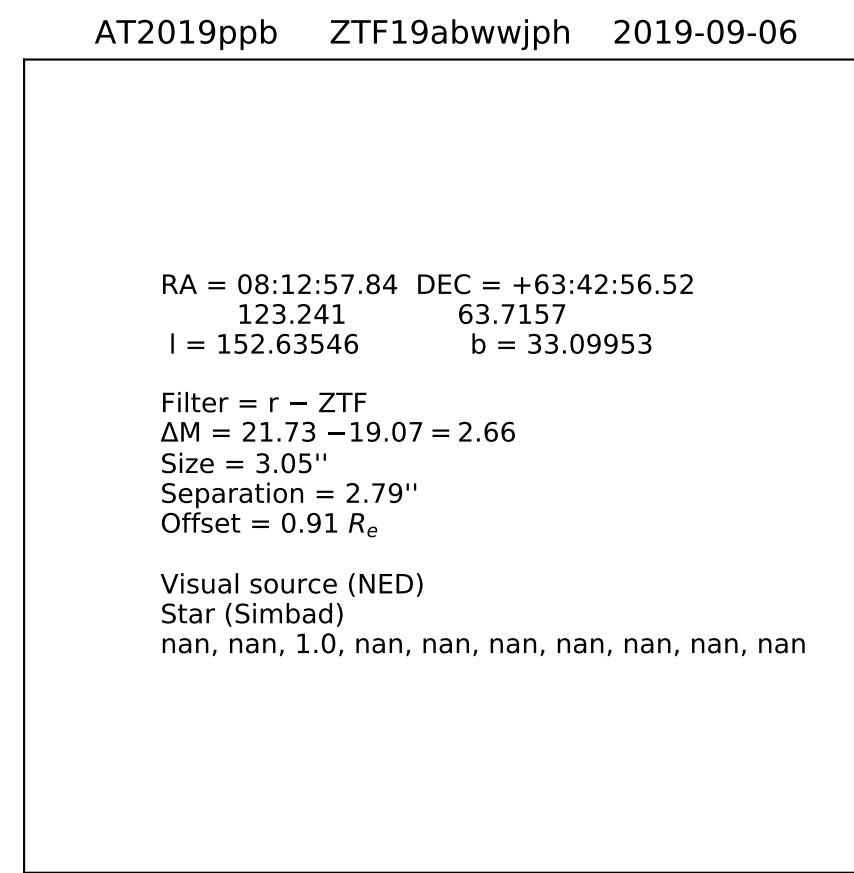 AT2019ppb ZTF19abwwjph 2019-09-06
RA = 08:12:57.84 DEC = +63:42:56.52
123.241 63.7157
l = 152.63546 b = 33.09953
Filter = r − ZTF
ΔM = 21.73 −19.07 = 2.66
Size = 3.05''
Separation = 2.79''
Offset = 0.91 Rₑ
Visual source (NED)
Star (Simbad)
nan, nan, 1.0, nan, nan, nan, nan, nan, nan, nan